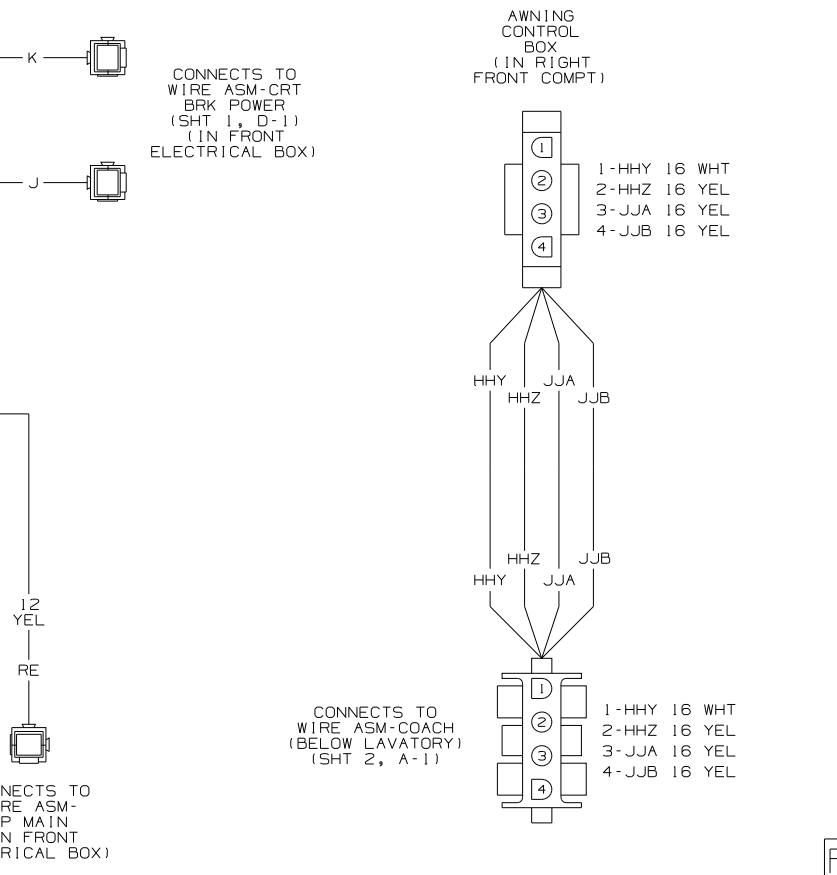 K
CONNECTS TO
WIRE ASM-CRT
BRK POWER
(SHT 1, D-1)
(IN FRONT
ELECTRICAL BOX)
J
12
YEL
RE
NECTS TO
RE ASM-
P MAIN
N FRONT
RICAL BOX)
AWNING
CONTROL
BOX
(IN RIGHT
FRONT COMPT)
1
2
3
4
1-HHY 16 WHT
2-HHZ 16 YEL
3-JJA 16 YEL
4-JJB 16 YEL
HHY JJA
HHZ JJB
HHZ JJB
HHY JJA
CONNECTS TO
WIRE ASM-COACH
(BELOW LAVATORY)
(SHT 2, A-1)
1
2
3
4
1-HHY 16 WHT
2-HHZ 16 YEL
3-JJA 16 YEL
4-JJB 16 YEL